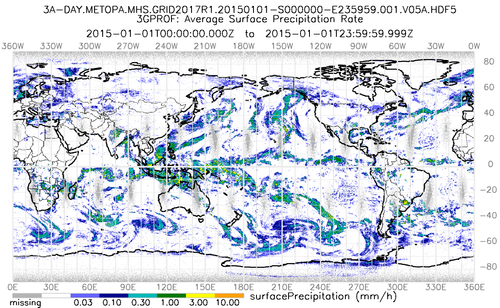 3A-DAY.METOPA.MHS.GRID2017R1.20150101-S000000-E235959.001.V05A.HDF5
3GPROF: Average Surface Precipitation Rate
2015-01-01T00:00:00.000Z to 2015-01-01T23:59:59.999Z
360W 330W 300W 270W 240W 210W 180W 150W 120W 90W 60W 30W 0W
80
60
40
20
0
-20
-40
-60
-80
0E 30E 60E 90E 120E 150E 180E 210E 240E 270E 300E 330E 360E
missing 0.03 0.10 0.30 1.00 3.00 10.00 surfacePrecipitation (mm/h)